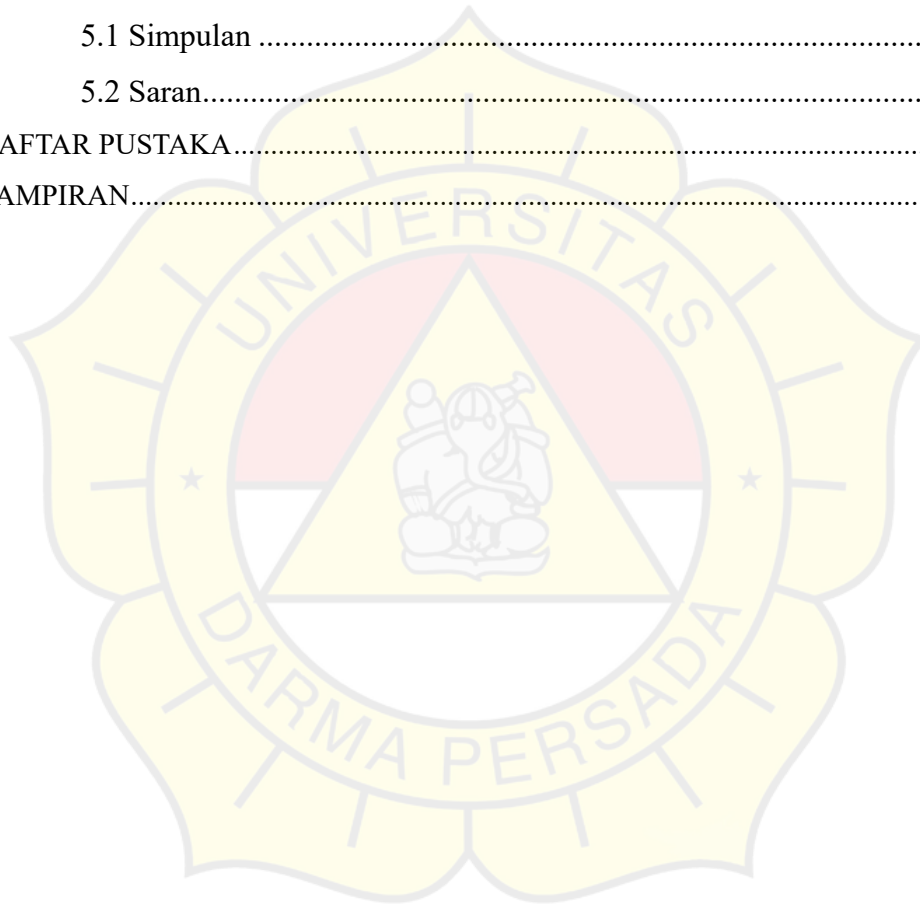 5.1 Simpulan ...................................................................................
5.2 Saran..........................................................................................
AFTAR PUSTAKA......................................................................................
AMPIRAN...................................................................................................
UNIVERSITAS
DARMA PERSADA